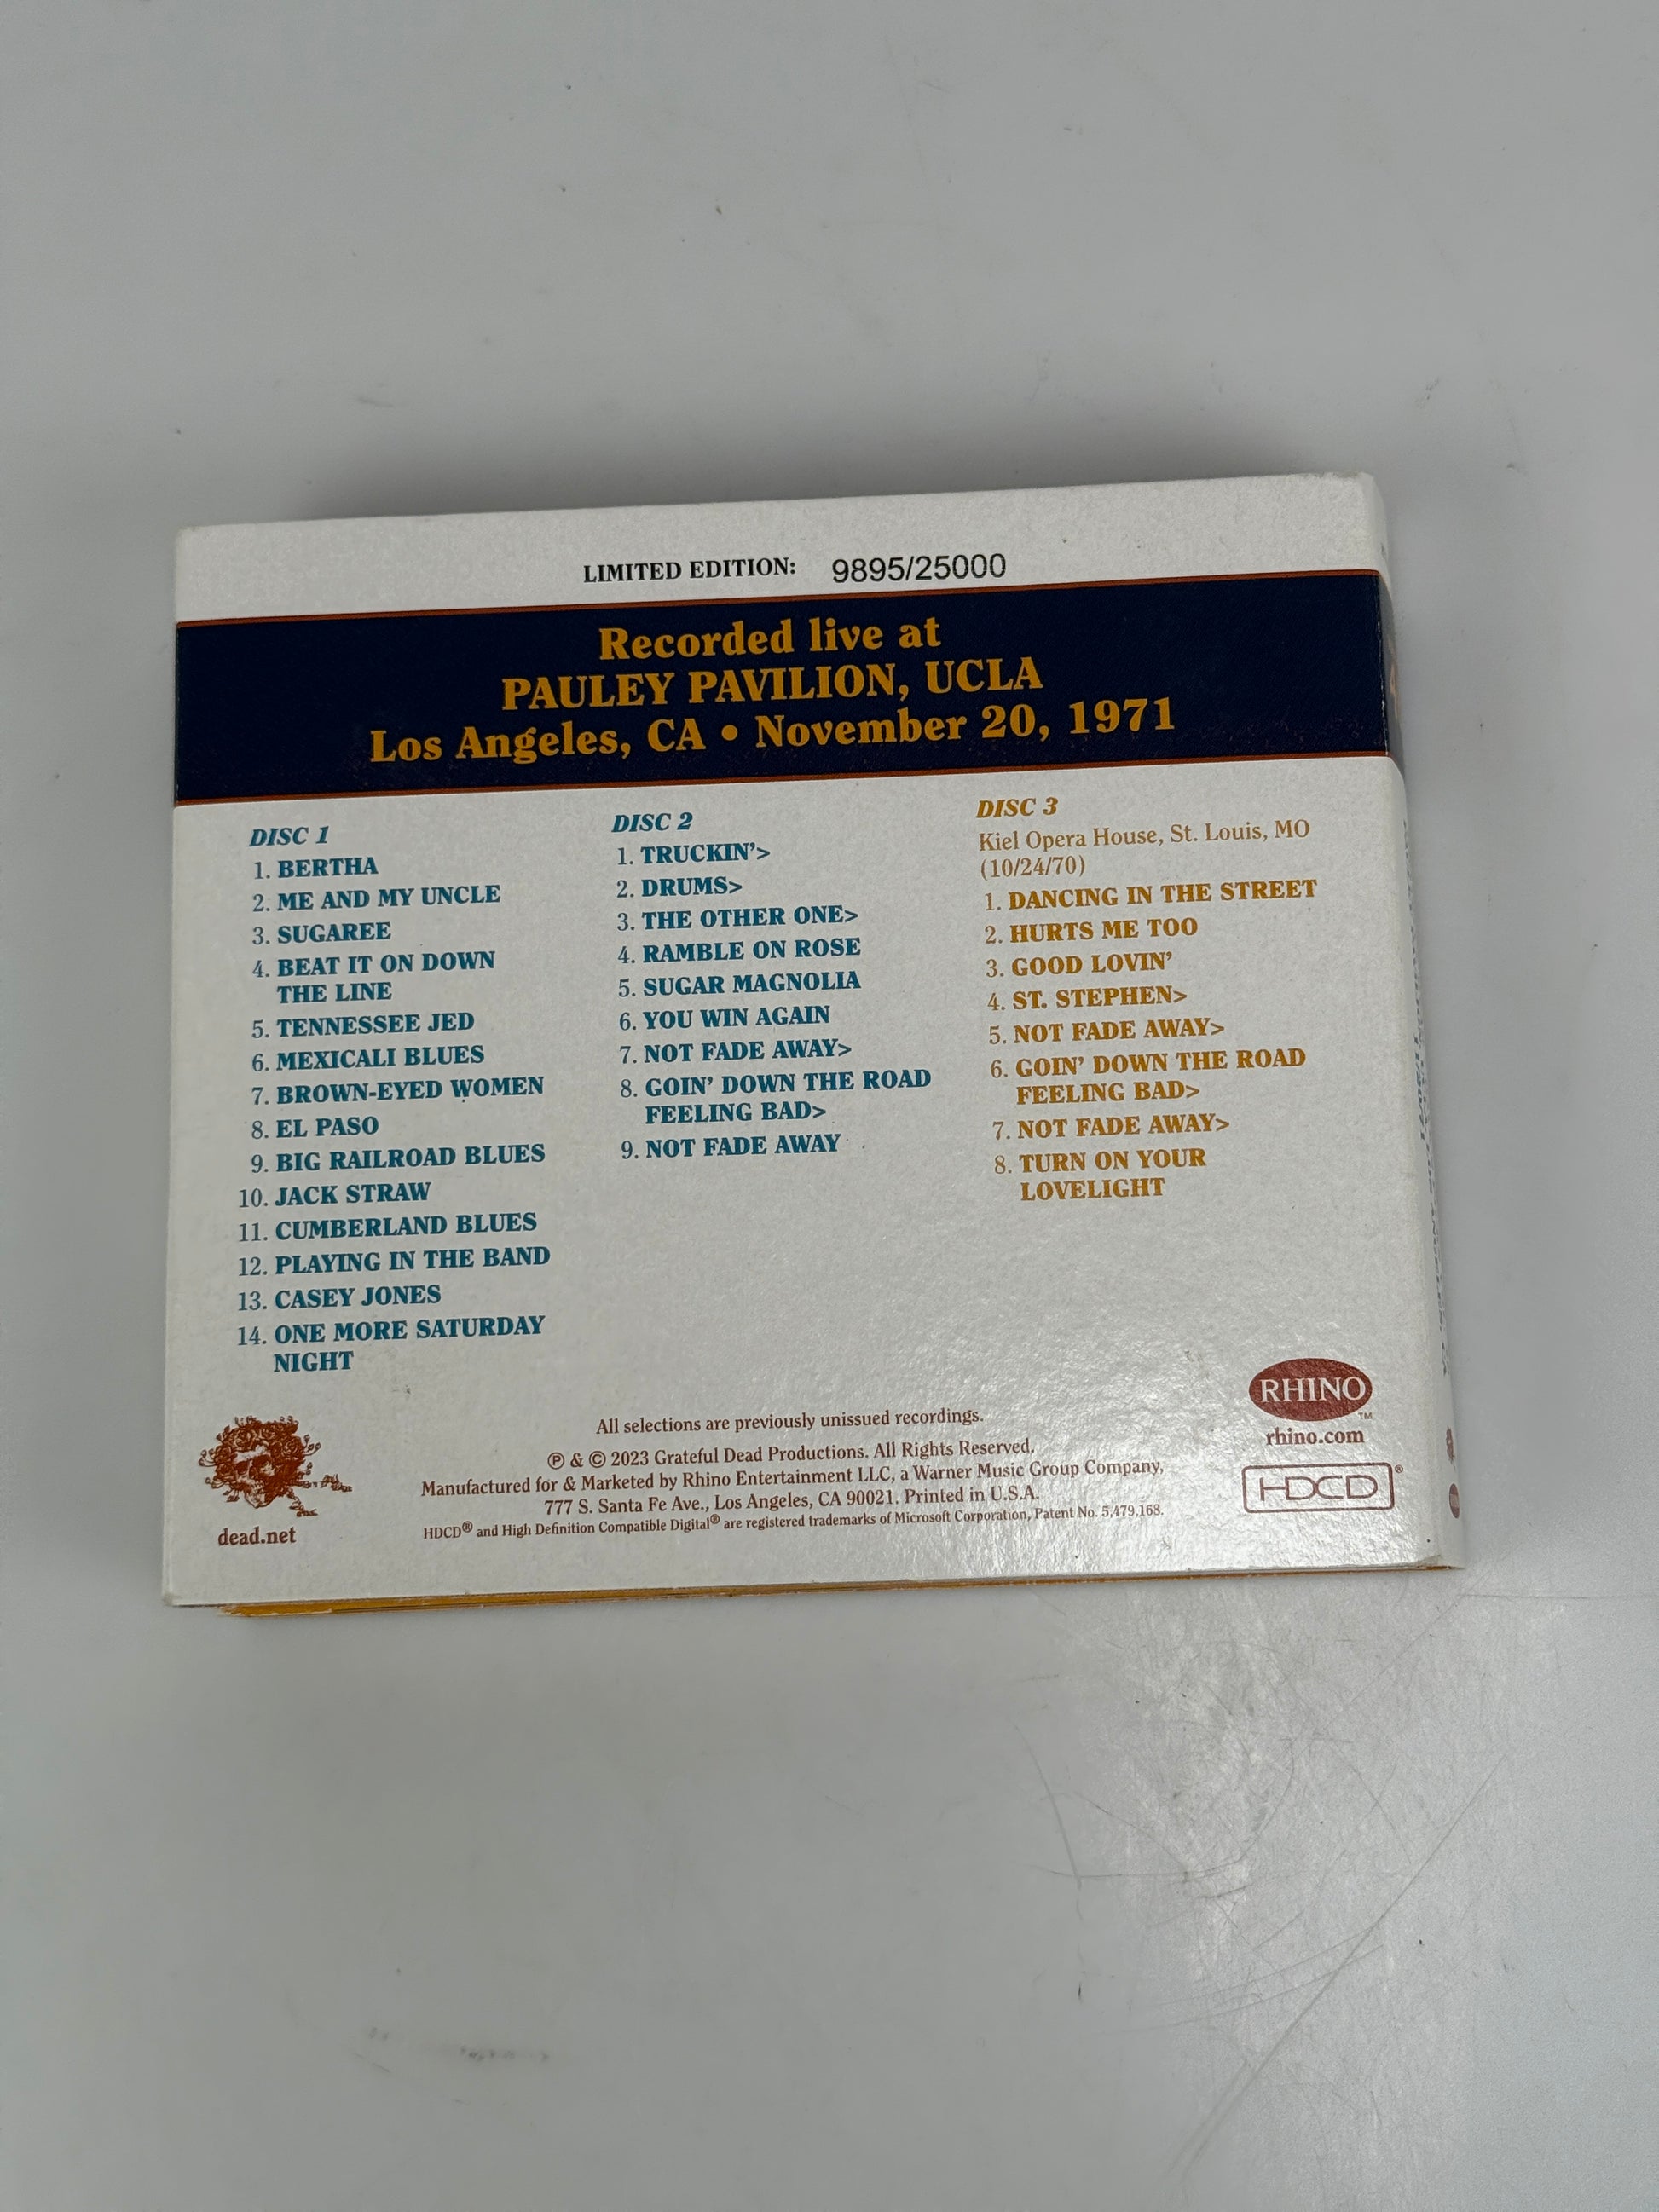 LIMITED EDITION: 9895/25000
Recorded live at
PAULEY PAVILION, UCLA
Los Angeles, CA • November 20, 1971
DISC 1
1. BERTHA
2. ME AND MY UNCLE
3. SUGAREE
4. BEAT IT ON DOWN
THE LINE
5. TENNESSEE JED
6. MEXICALI BLUES
7. BROWN-EYED WOMEN
8. EL PASO
9. BIG RAILROAD BLUES
10. JACK STRAW
11. CUMBERLAND BLUES
12. PLAYING IN THE BAND
13. CASEY JONES
14. ONE MORE SATURDAY
NIGHT
DISC 2
1. TRUCKIN'>
2. DRUMS>
3. THE OTHER ONE>
4. RAMBLE ON ROSE
5. SUGAR MAGNOLIA
6. YOU WIN AGAIN
7. NOT FADE AWAY>
8. GOIN' DOWN THE ROAD
FEELING BAD>
9. NOT FADE AWAY
DISC 3
Kiel Opera House, St. Louis, MO
(10/24/70)
1. DANCING IN THE STREET
2. HURTS ME TOO
3. GOOD LOVIN'
4. ST. STEPHEN>
5. NOT FADE AWAY>
6. GOIN' DOWN THE ROAD
FEELING BAD>
7. NOT FADE AWAY>
8. TURN ON YOUR
LOVELIGHT
dead.net
All selections are previously unissued recordings.
℗ & © 2023 Grateful Dead Productions. All Rights Reserved.
Manufactured for & Marketed by Rhino Entertainment LLC, a Warner Music Group Company,
777 S. Santa Fe Ave., Los Angeles, CA 90021. Printed in U.S.A.
HDCD® and High Definition Compatible Digital® are registered trademarks of Microsoft Corporation, Patent No. 5,479,168.
RHINO™
rhino.com
HDCD®